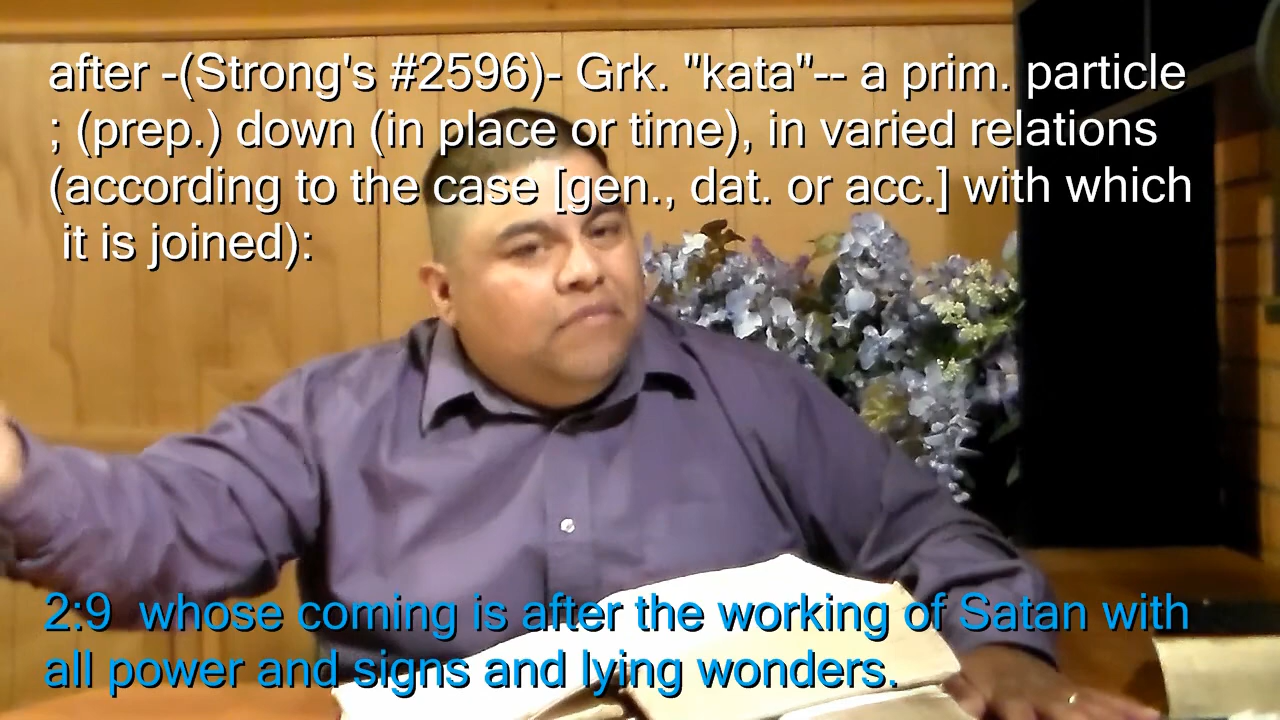 after -(Strong's #2596)- Grk. "kata"-- a prim. particle
; (prep.) down (in place or time), in varied relations
(according to the case [gen., dat. or acc.] with which
it is joined):
2:9 whose coming is after the working of Satan with
all power and signs and lying wonders.